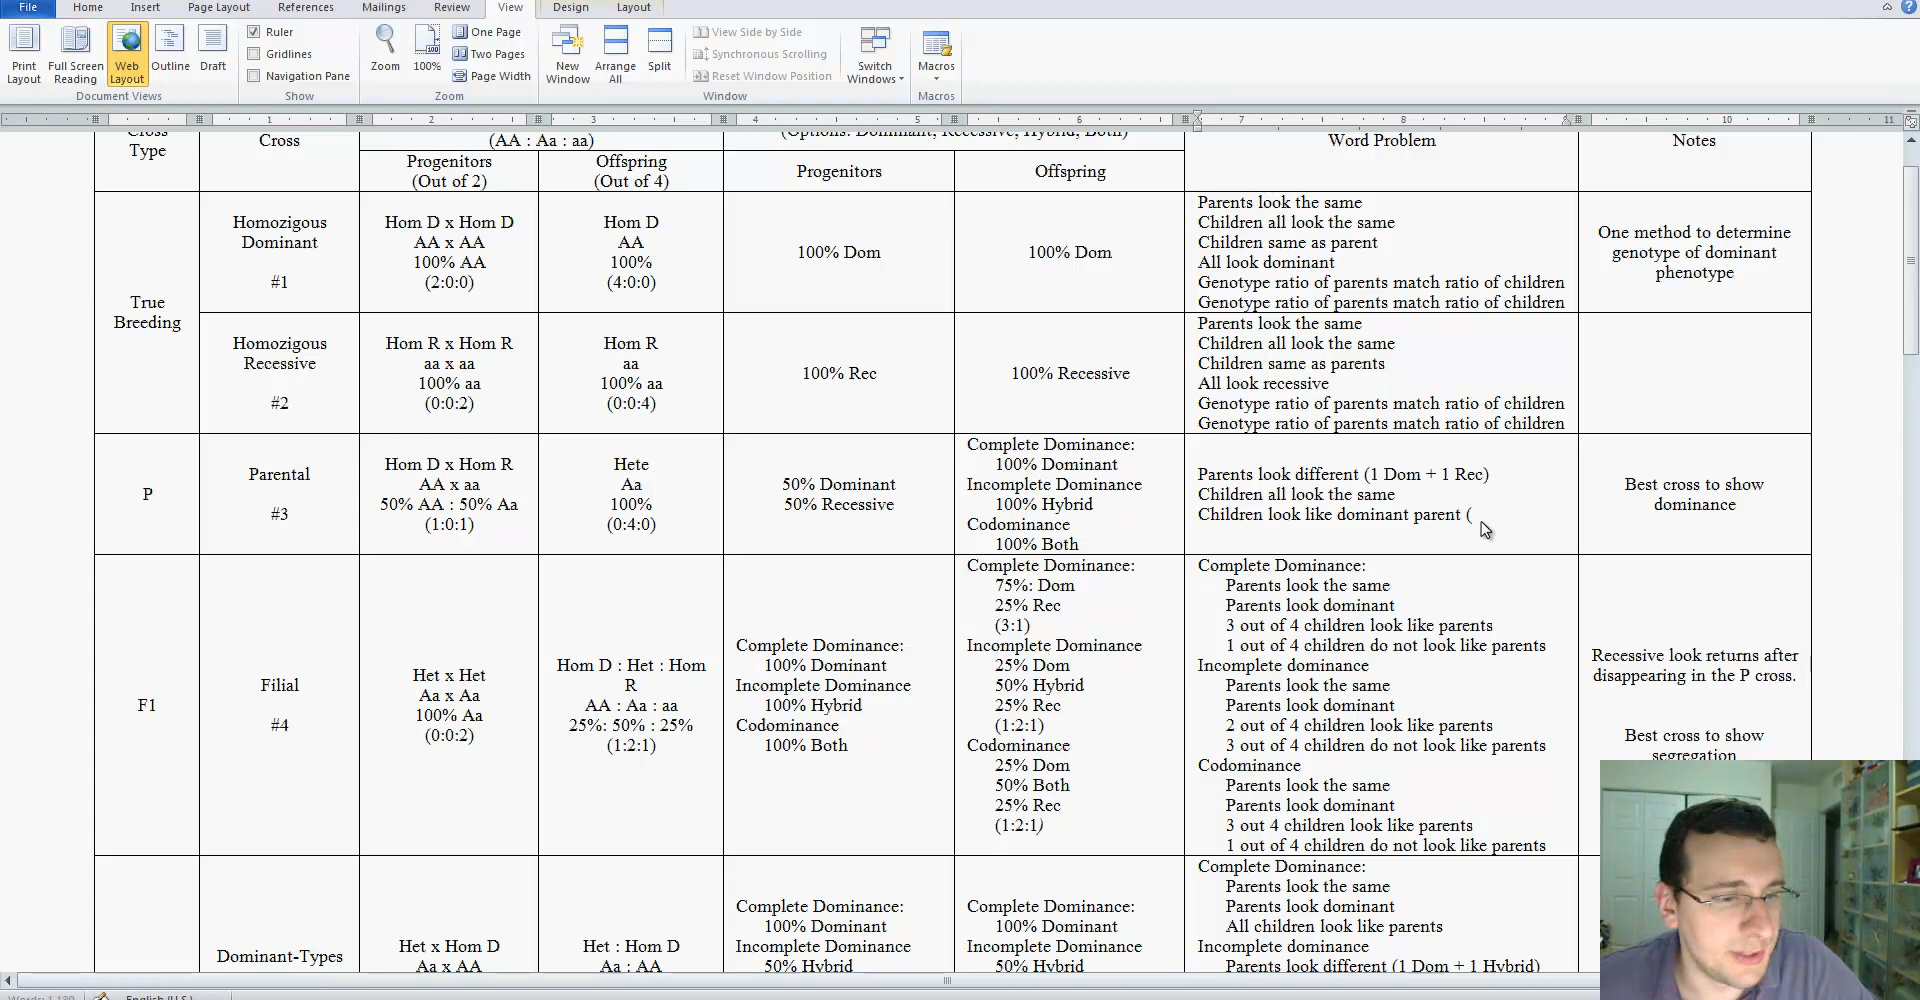 File Home Insert Page Layout References Mailings Review View Design Layout
Print Layout
Full Screen Reading
Web Layout
Outline
Draft
Document Views
Ruler
Gridlines
Navigation Pane
Show
Zoom
100%
One Page
Two Pages
Page Width
Zoom
New Window
Arrange All
Split
View Side by Side
Synchronous Scrolling
Reset Window Position
Window
Switch Windows
Macros
Macros
1 2 3 4 5 6 7 8 9 10 11
Cross
Type
Cross
(AA : Aa : aa)
(Options: Dominant, Recessive, Hybrid, Both)
Word Problem
Notes
Progenitors
(Out of 2)
Offspring
(Out of 4)
Progenitors
Offspring
True
Breeding
Homozigous
Dominant
#1
Hom D x Hom D
AA x AA
100% AA
(2:0:0)
Hom D
AA
100%
(4:0:0)
100% Dom
100% Dom
Parents look the same
Children all look the same
Children same as parent
All look dominant
Genotype ratio of parents match ratio of children
Genotype ratio of parents match ratio of children
One method to determine
genotype of dominant
phenotype
Homozigous
Recessive
#2
Hom R x Hom R
aa x aa
100% aa
(0:0:2)
Hom R
aa
100% aa
(0:0:4)
100% Rec
100% Recessive
Parents look the same
Children all look the same
Children same as parents
All look recessive
Genotype ratio of parents match ratio of children
Genotype ratio of parents match ratio of children
P
Parental
#3
Hom D x Hom R
AA x aa
50% AA : 50% Aa
(1:0:1)
Hete
Aa
100%
(0:4:0)
50% Dominant
50% Recessive
Complete Dominance:
100% Dominant
Incomplete Dominance
100% Hybrid
Codominance
100% Both
Parents look different (1 Dom + 1 Rec)
Children all look the same
Children look like dominant parent (
Best cross to show
dominance
F1
Filial
#4
Het x Het
Aa x Aa
100% Aa
(0:0:2)
Hom D : Het : Hom
R
AA : Aa : aa
25%: 50% : 25%
(1:2:1)
Complete Dominance:
100% Dominant
Incomplete Dominance
100% Hybrid
Codominance
100% Both
Complete Dominance:
75%: Dom
25% Rec
(3:1)
Incomplete Dominance
25% Dom
50% Hybrid
25% Rec
(1:2:1)
Codominance
25% Dom
50% Both
25% Rec
(1:2:1)
Complete Dominance:
Parents look the same
Parents look dominant
3 out of 4 children look like parents
1 out of 4 children do not look like parents
Incomplete dominance
Parents look the same
Parents look dominant
2 out of 4 children look like parents
3 out of 4 children do not look like parents
Codominance
Parents look the same
Parents look dominant
3 out 4 children look like parents
1 out of 4 children do not look like parents
Recessive look returns after
disappearing in the P cross.
Best cross to show
segregation
Dominant-Types
Het x Hom D
Aa x AA
Het : Hom D
Aa : AA
Complete Dominance:
100% Dominant
Incomplete Dominance
50% Hybrid
Complete Dominance:
100% Dominant
Incomplete Dominance
50% Hybrid
Complete Dominance:
Parents look the same
Parents look dominant
All children look like parents
Incomplete dominance
Parents look different (1 Dom + 1 Hybrid)
Words: 1,189 English (U.S.)